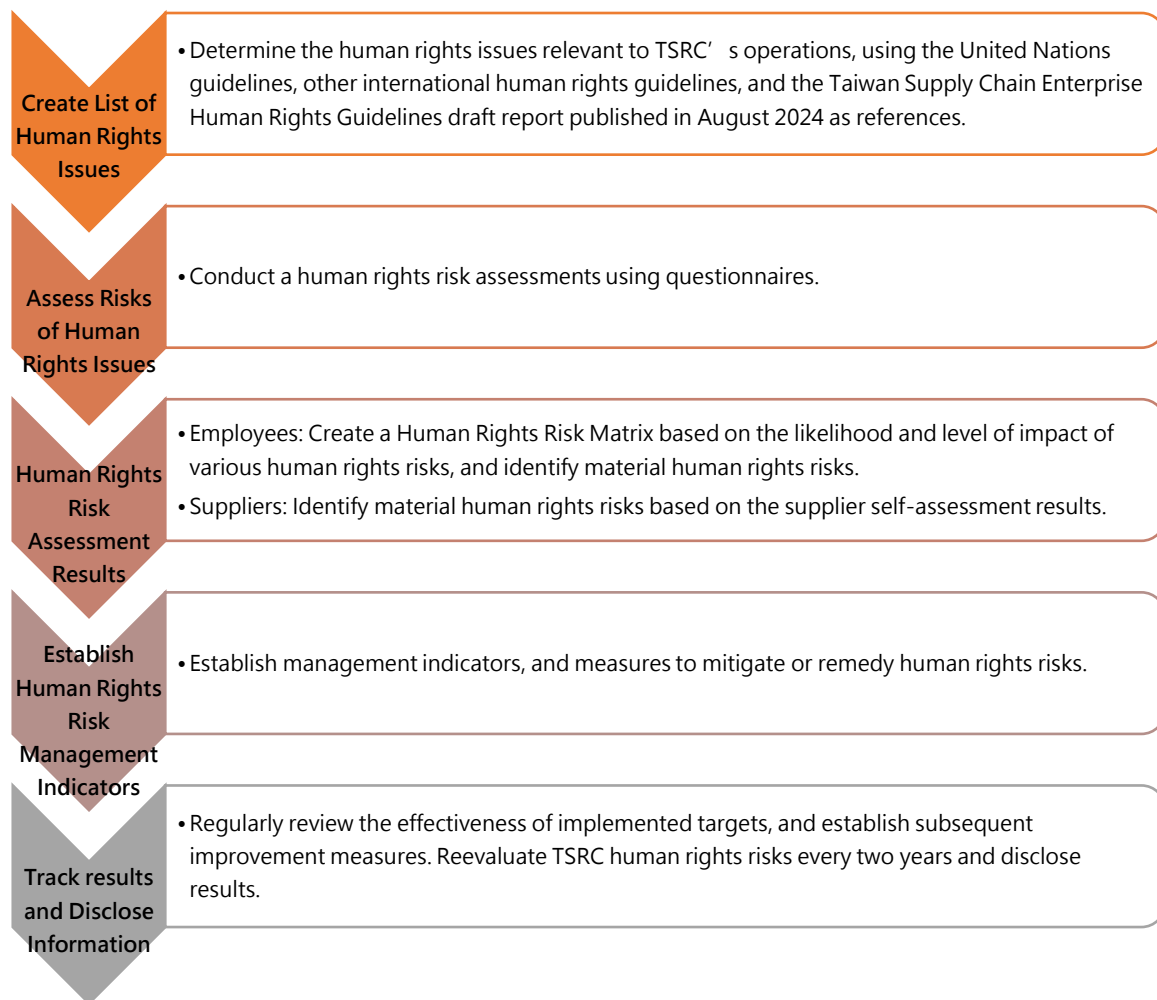 Create List of
Human Rights
Issues
•Determine the human rights issues relevant to TSRC’s operations, using the United Nations
guidelines, other international human rights guidelines, and the Taiwan Supply Chain Enterprise
Human Rights Guidelines draft report published in August 2024 as references.
Assess Risks
of Human
Rights Issues
•Conduct a human rights risk assessments using questionnaires.
Human Rights
Risk
Assessment
Results
•Employees: Create a Human Rights Risk Matrix based on the likelihood and level of impact of
various human rights risks, and identify material human rights risks.
•Suppliers: Identify material human rights risks based on the supplier self-assessment results.
Establish
Human Rights
Risk
Management
Indicators
•Establish management indicators, and measures to mitigate or remedy human rights risks.
Track results
and Disclose
Information
•Regularly review the effectiveness of implemented targets, and establish subsequent
improvement measures. Reevaluate TSRC human rights risks every two years and disclose
results.